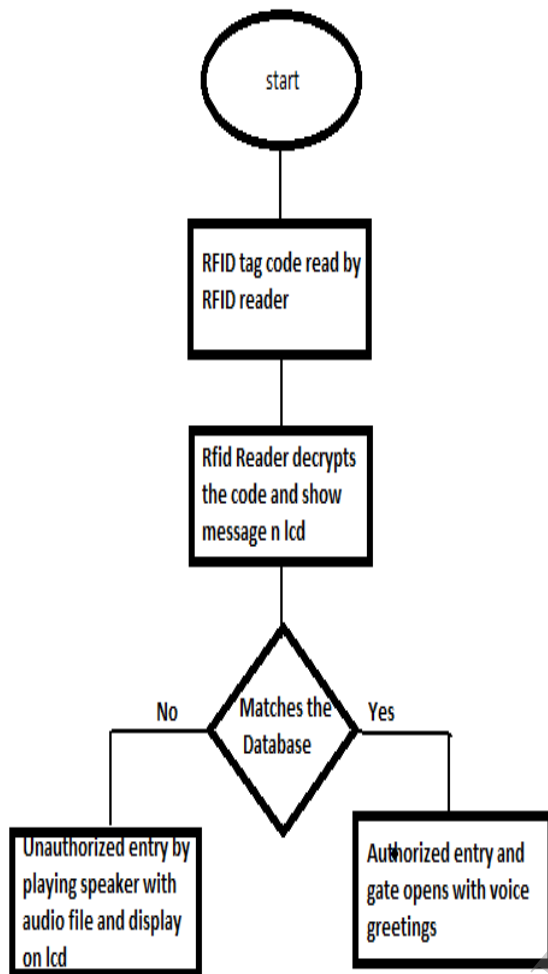 start
RFID tag code read by
RFID reader
Rfid Reader decrypts
the code and show
message n lcd
No
Matches the
Database
Yes
Unauthorized entry by
playing speaker with
audio file and display
on lcd
Authorized entry and
gate opens with voice
greetings